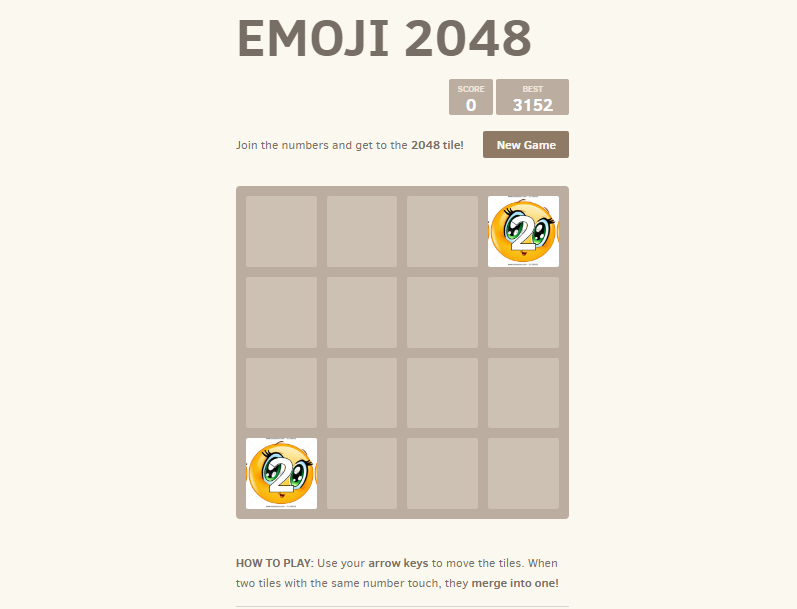 EMOJI 2048
SCORE BEST
0 3152
Join the numbers and get to the 2048 tile! New Game
2
2
HOW TO PLAY: Use your arrow keys to move the tiles. When
two tiles with the same number touch, they merge into one!